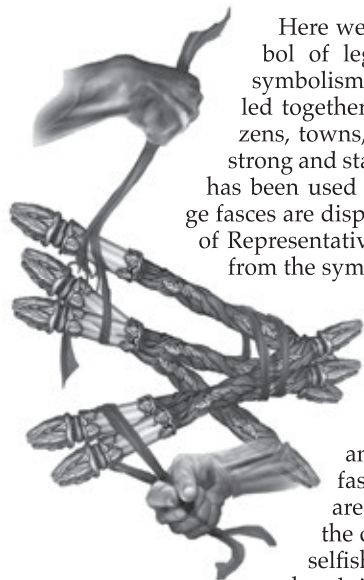 Here we
bol of leg
symbolism
led together
zens, towns,
strong and sta
has been used
ge fasces are disp
of Representativ
from the sym
an
fas
are
the c
selfish